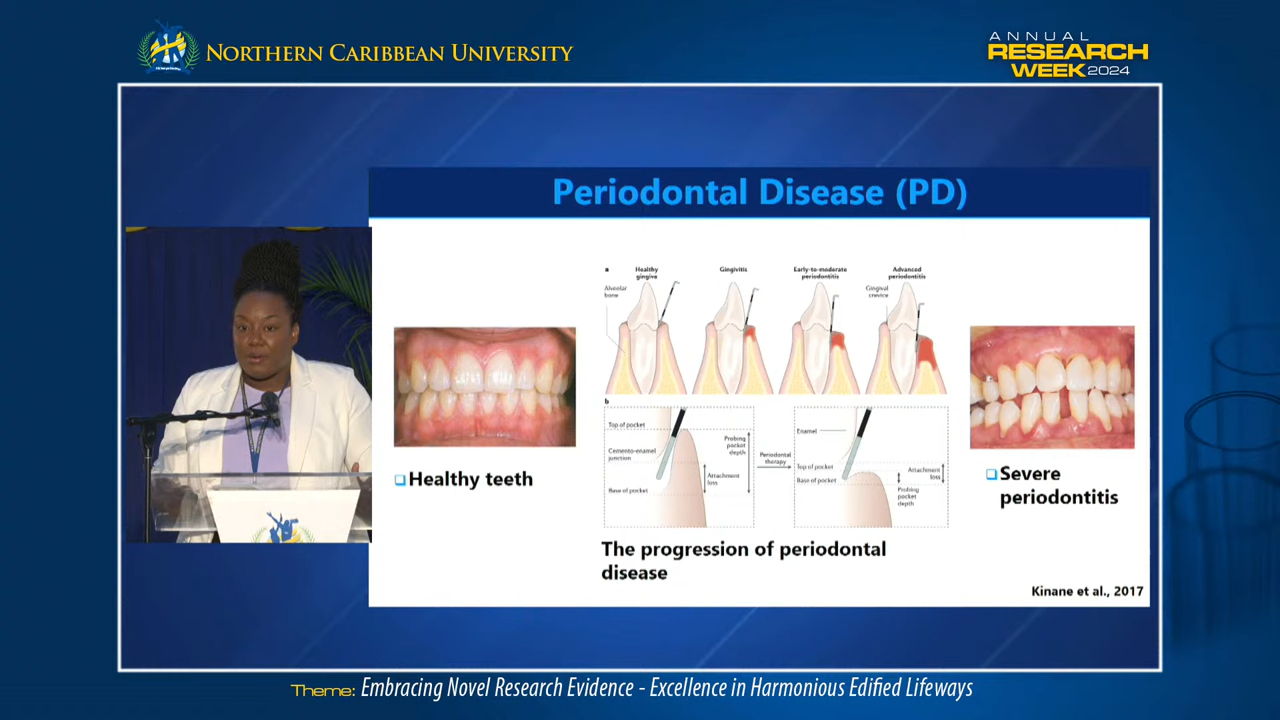 NORTHERN CARIBBEAN UNIVERSITY
ANNUAL
RESEARCH
WEEK 2024
Periodontal Disease (PD)
a
Healthy
gingiva
Gingivitis
Early-to-moderate
periodontitis
Advanced
periodontitis
Alveolar
bone
Gingival
crevice
b
Top of pocket
Cemento-enamel
junction
Base of pocket
Probing
pocket
depth
Attachment
loss
Periodontal
therapy
Enamel
Top of pocket
Base of pocket
Attachment
loss
Probing
pocket
depth
Healthy teeth
Severe
periodontitis
The progression of periodontal
disease
Kinane et al., 2017
Theme: Embracing Novel Research Evidence - Excellence in Harmonious Edified Lifeways